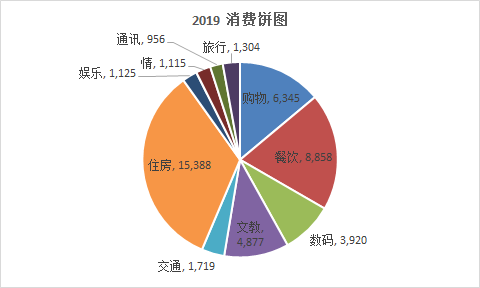 2019 消费饼图
通讯, 956
旅行, 1,304
情, 1,115
娱乐, 1,125
购物, 6,345
餐饮, 8,858
住房, 15,388
文教,
4,877
数码, 3,920
交通, 1,719